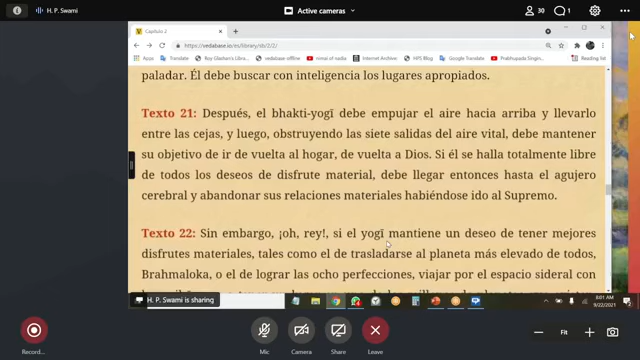 H. P. Swami
Active cameras
30
1
Capítulo 2
vedabase.io/es/library/sb/2/2/
Apps
Roy Glashan's Libr...
vedabase offline
nimai of nadia
Internet Archive
HPS Blog
Prabhupada Songs
Reading list
paladar. Él debe buscar con inteligencia los lugares apropiados.
Texto 21: Después, el bhakti-yogī debe empujar el aire hacia arriba y llevarlo
entre las cejas, y luego, obstruyendo las siete salidas del aire vital, debe mantener
su objetivo de ir de vuelta al hogar, de vuelta a Dios. Si él se halla totalmente libre
de todos los deseos de disfrute material, debe llegar entonces hasta el agujero
cerebral y abandonar sus relaciones materiales habiéndose ido al Supremo.
Texto 22: Sin embargo, ¡oh, rey!, si el yogī mantiene un deseo de tener mejores
disfrutes materiales, tales como el de trasladarse al planeta más elevado de todos,
Brahmaloka, o el de lograr las ocho perfecciones, viajar por el espacio sideral con
H. P. Swami is sharing
8:01 AM
9/22/2021
Record...
Mic
Camera
Share
Leave
Fit